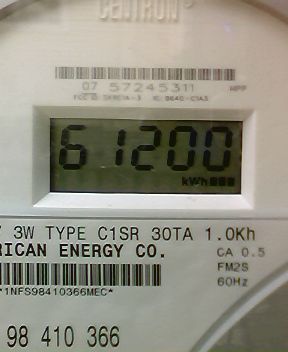 CENTRON
07 57245311
61200
kWh
3W TYPE C1SR 30TA 1.0Kh
RICAN ENERGY CO.
CA 0.5
FM2S
60Hz
*1NFS98410366MEC*
98 410 366